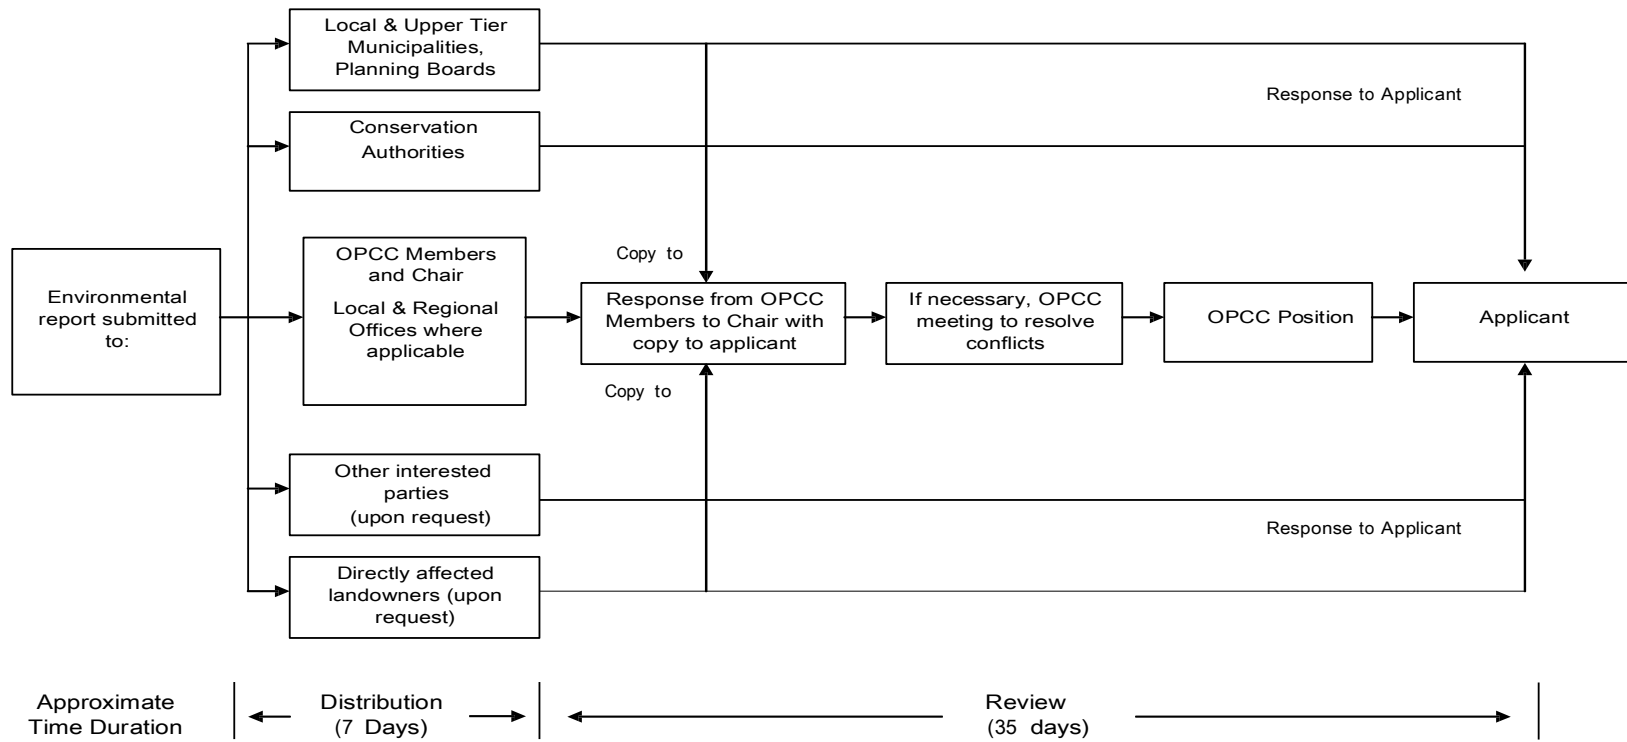 Local & Upper Tier
Municipalities,
Planning Boards
Response to Applicant
Conservation
Authorities
Environmental
report submitted
to:
OPCC Members
and Chair
Local & Regional
Offices where
applicable
Copy to
Response from OPCC
Members to Chair with
copy to applicant
Copy to
If necessary, OPCC
meeting to resolve
conflicts
OPCC Position
Applicant
Other interested
parties
(upon request)
Response to Applicant
Directly affected
landowners (upon
request)
Approximate
Time Duration
Distribution
(7 Days)
Review
(35 days)